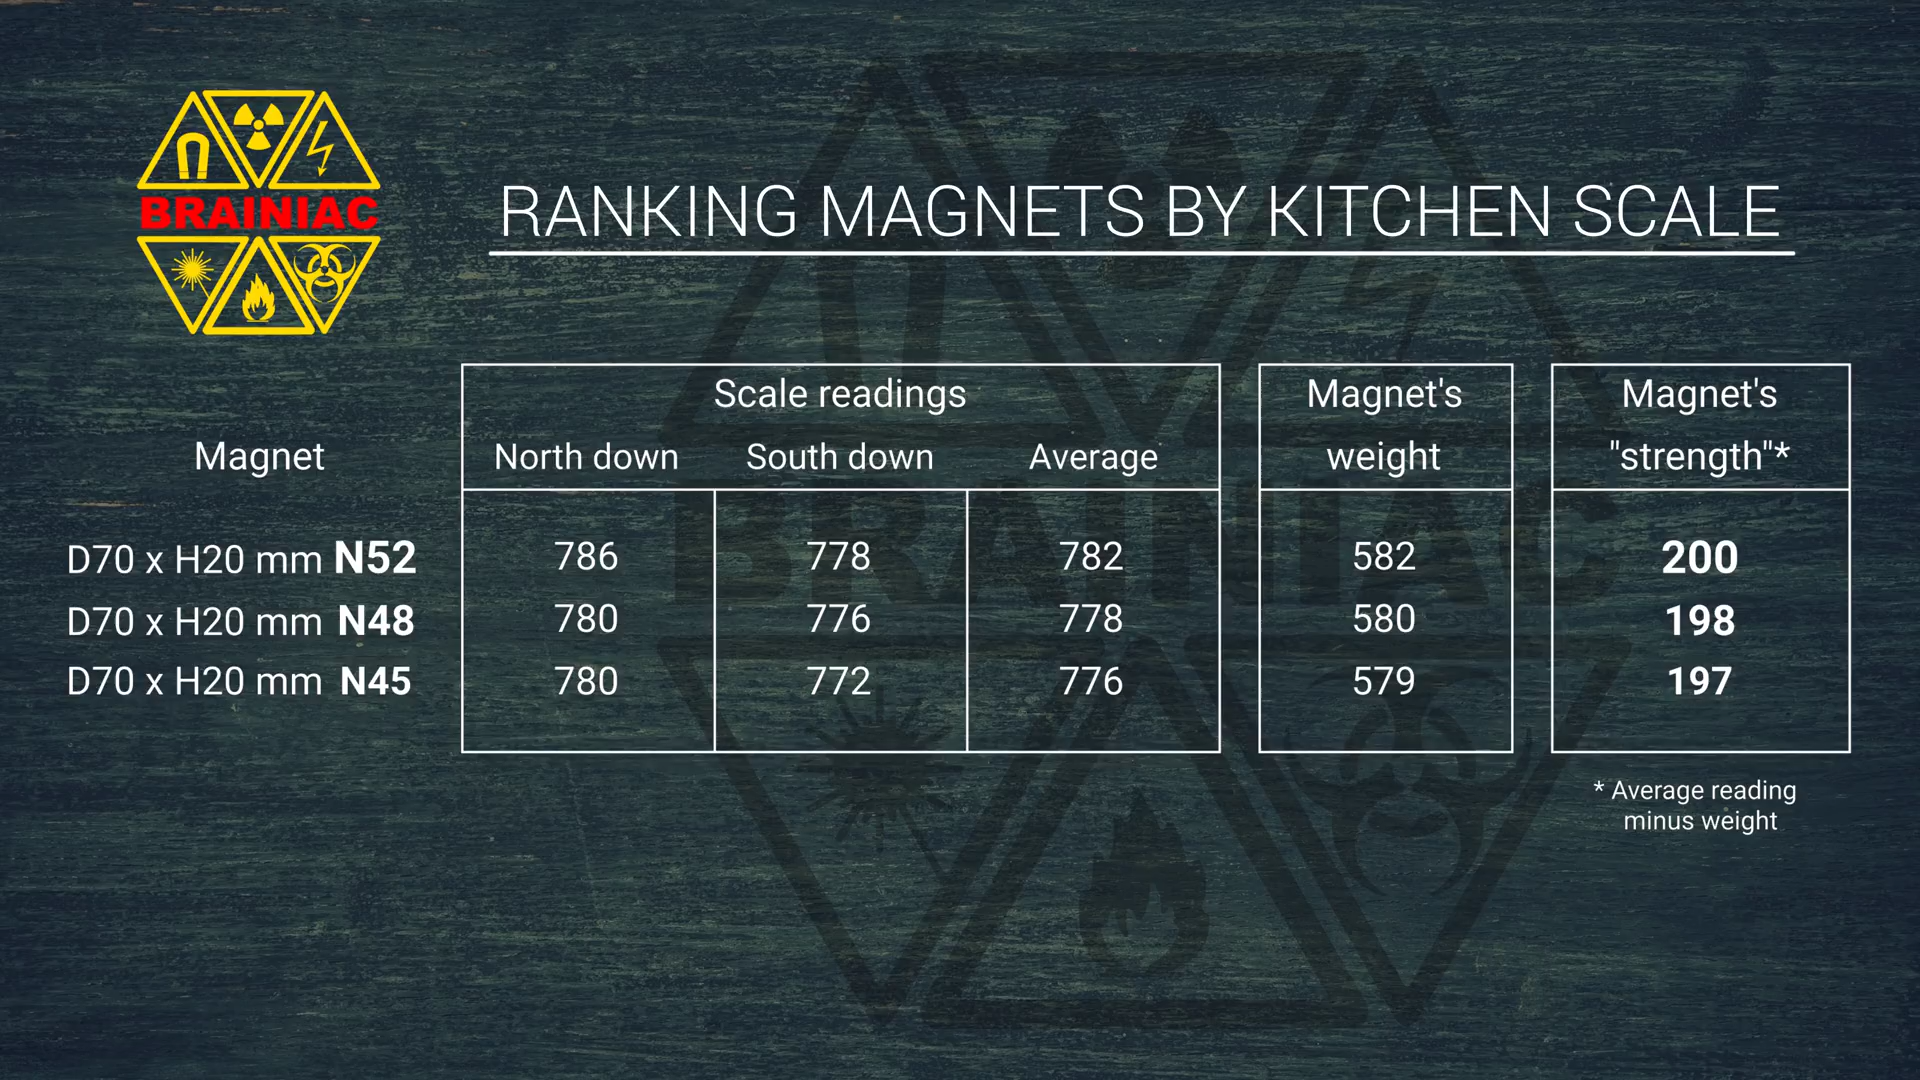 BRAINIAC
RANKING MAGNETS BY KITCHEN SCALE
Scale readings
Magnet's
Magnet's
Magnet
North down
South down
Average
weight
"strength"*
D70 x H20 mm N52 786 778 782 582 200
D70 x H20 mm N48 780 776 778 580 198
D70 x H20 mm N45 780 772 776 579 197
* Average reading
minus weight
BRAINIAC